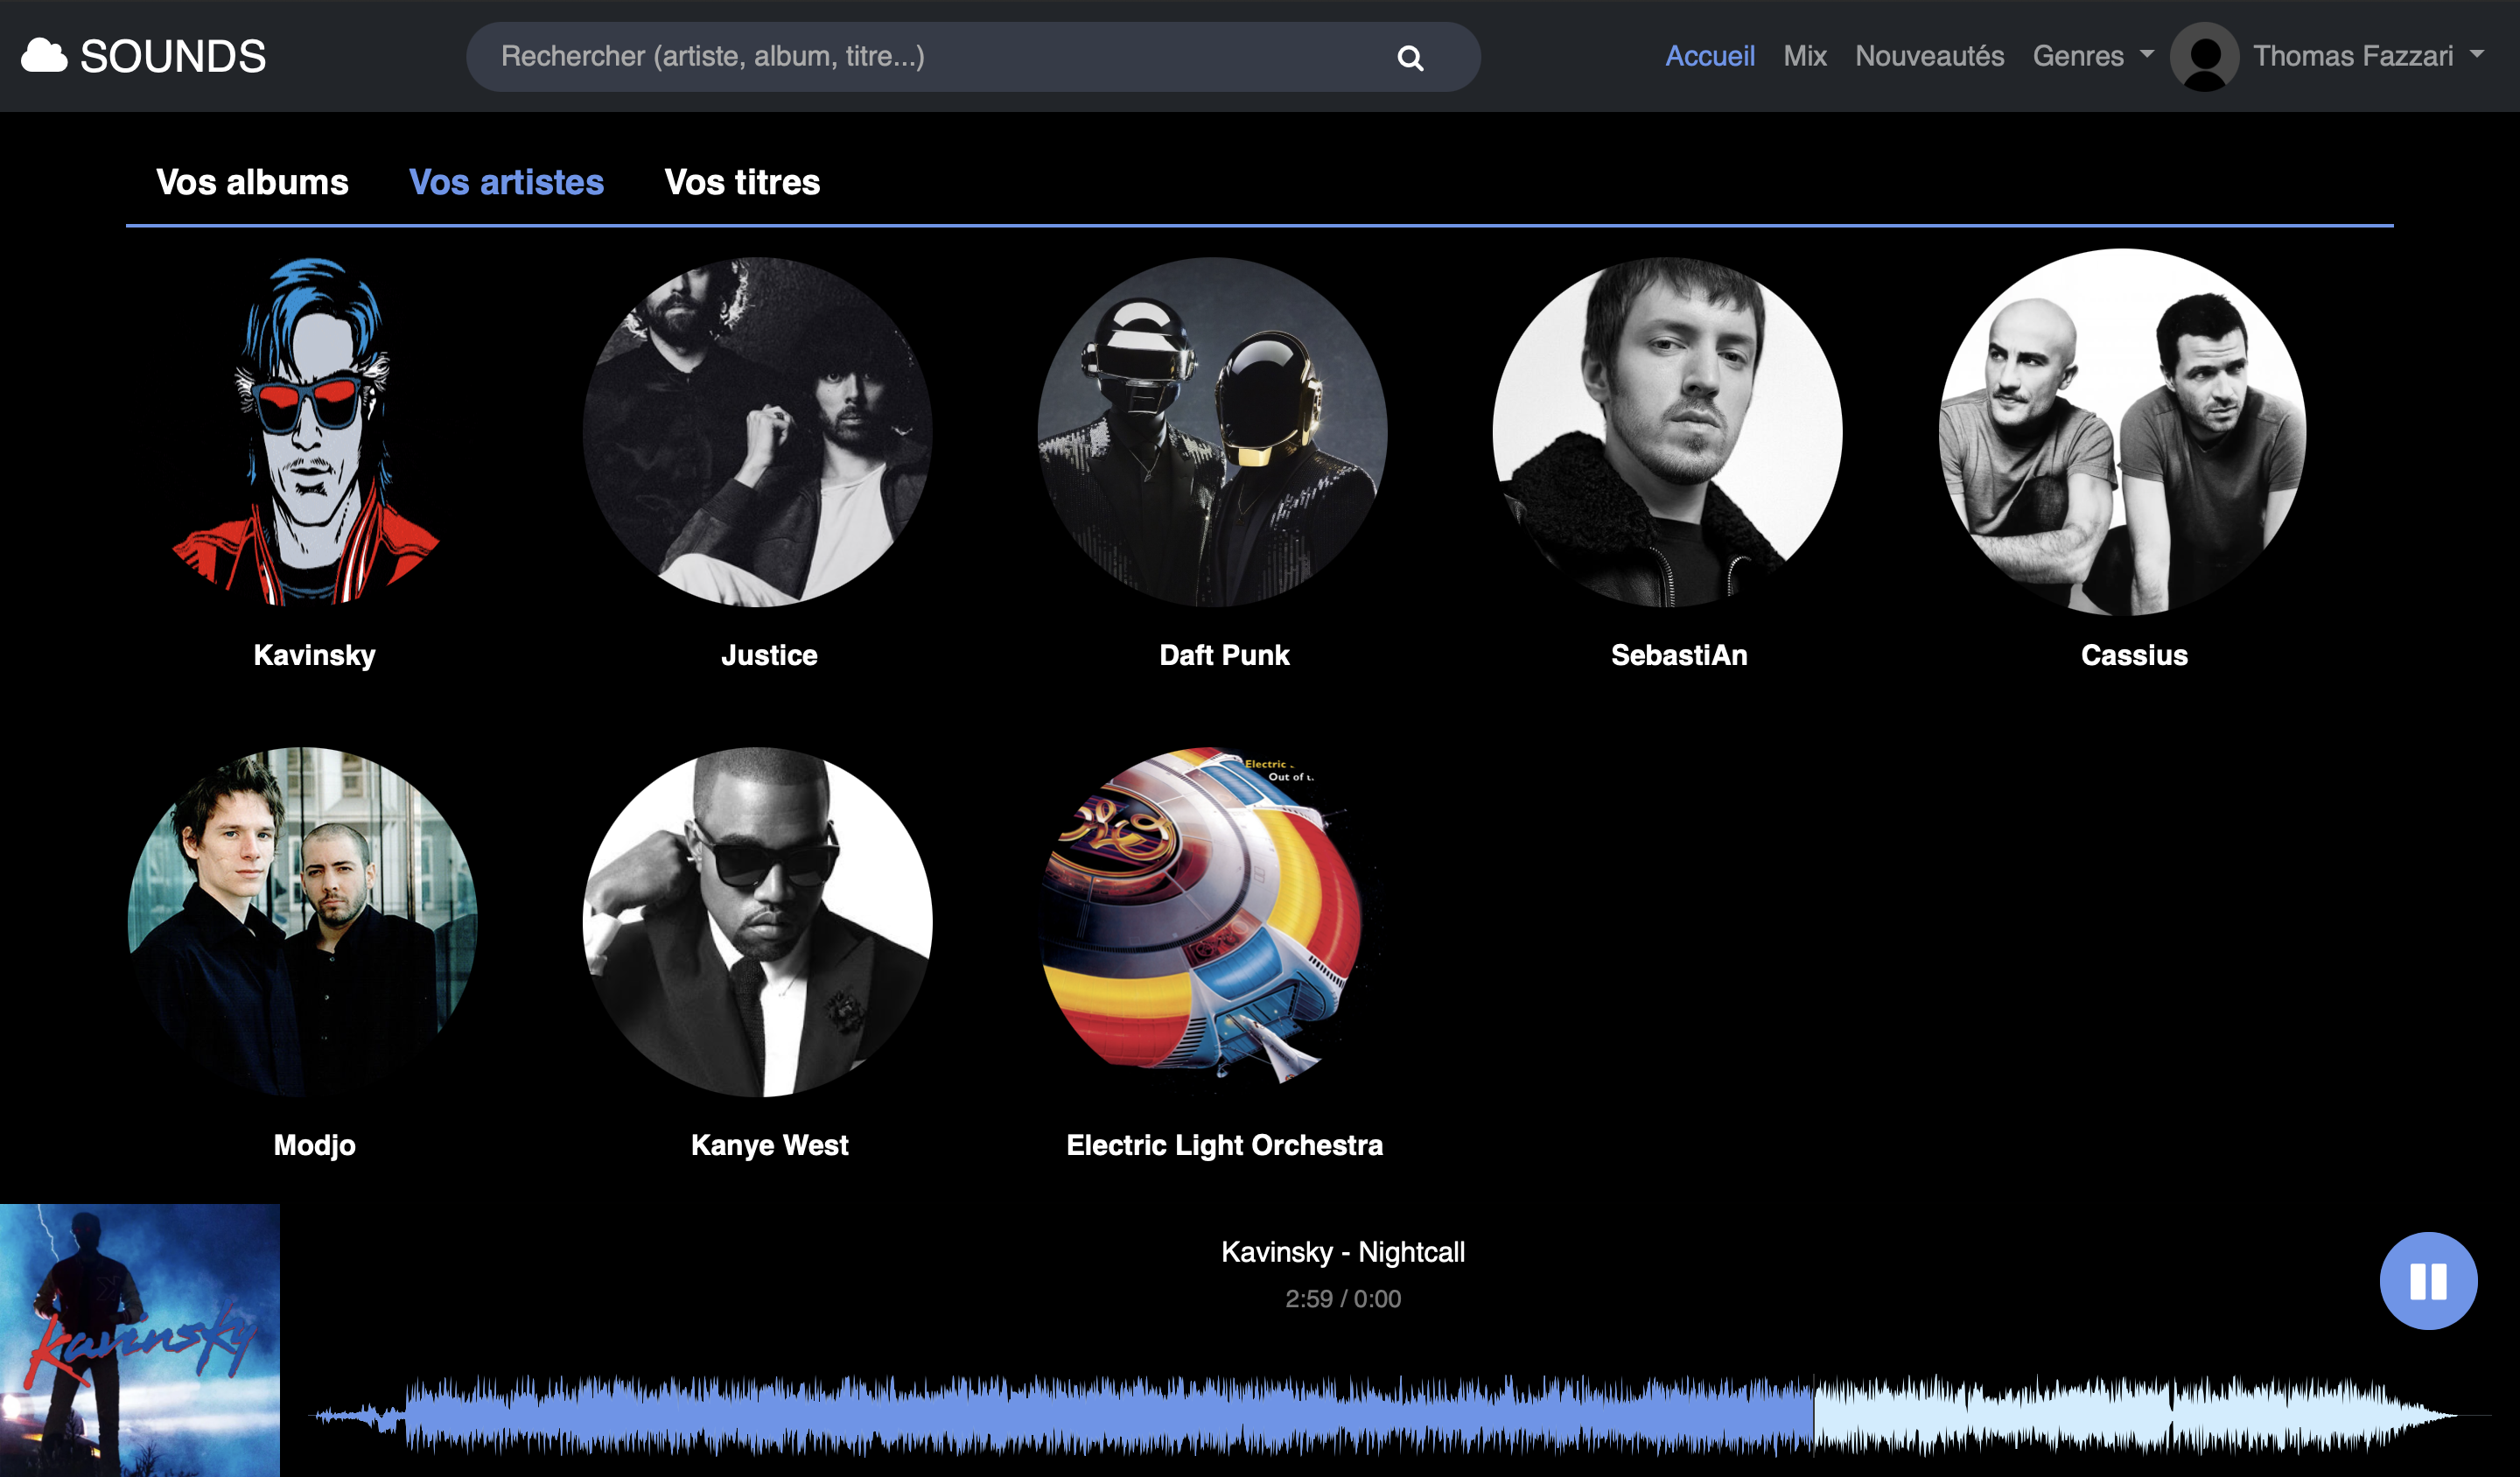 SOUNDS
Rechercher (artiste, album, titre...)
Accueil Mix Nouveautés Genres Thomas Fazzari
Vos albums Vos artistes Vos titres
Kavinsky Justice Daft Punk SebastiAn Cassius
Electric
Out of
Modjo Kanye West Electric Light Orchestra
Kavinsky
Kavinsky - Nightcall
2:59 / 0:00